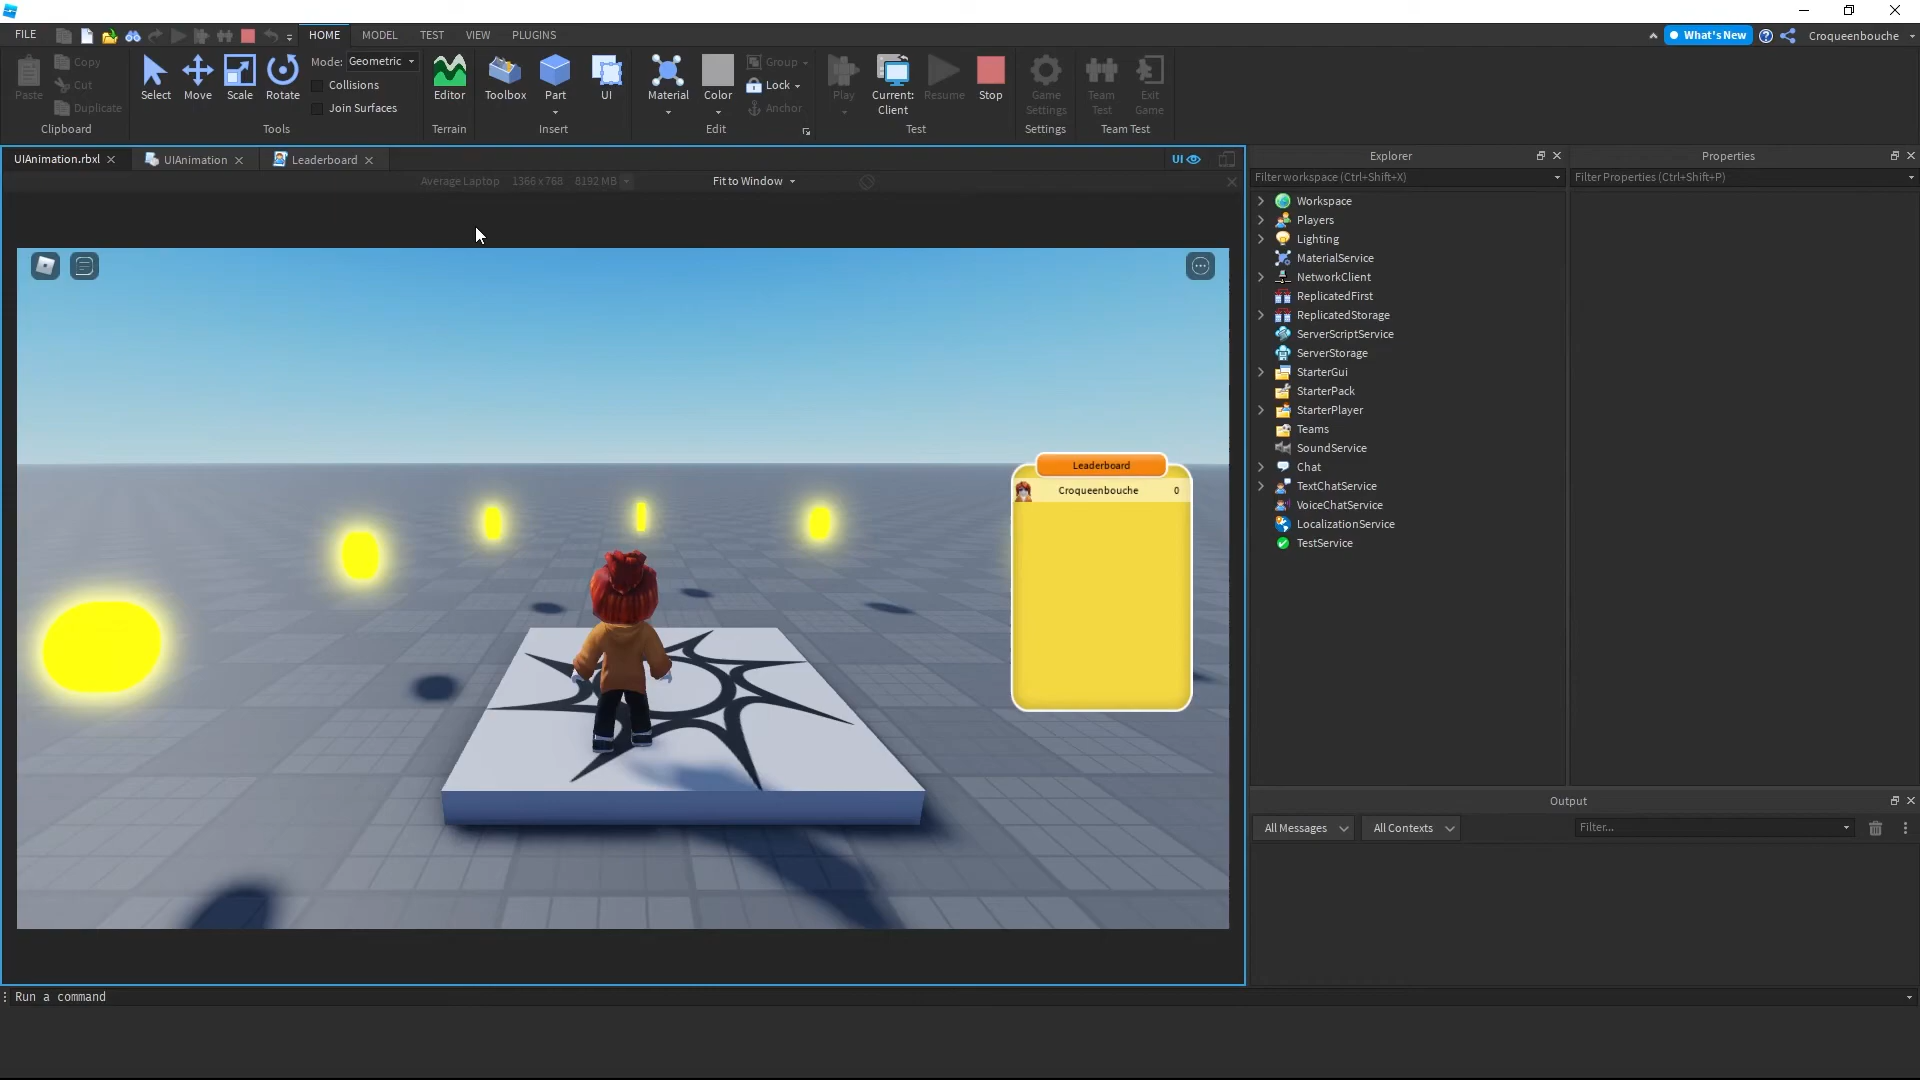 FILE HOME MODEL TEST VIEW PLUGINS What's New Croqueenbouche
Paste Copy Cut Duplicate
Clipboard
Select Move Scale Rotate
Mode: Geometric
Collisions
Join Surfaces
Tools
Editor
Terrain
Toolbox Part UI
Insert
Material Color
Group
Lock
Anchor
Edit
Play Current: Client Resume Stop
Test
Game Settings
Settings
Team Test Exit Game
Team Test
UIAnimation.rbxl UIAnimation Leaderboard UI
Average Laptop 1366 x 768 8192 MB Fit to Window
Leaderboard
Croqueenbouche 0
Explorer
Filter workspace (Ctrl+Shift+X)
Workspace
Players
Lighting
MaterialService
NetworkClient
ReplicatedFirst
ReplicatedStorage
ServerScriptService
ServerStorage
StarterGui
StarterPack
StarterPlayer
Teams
SoundService
Chat
TextChatService
VoiceChatService
LocalizationService
TestService
Properties
Filter Properties (Ctrl+Shift+P)
Output
All Messages All Contexts Filter...
Run a command